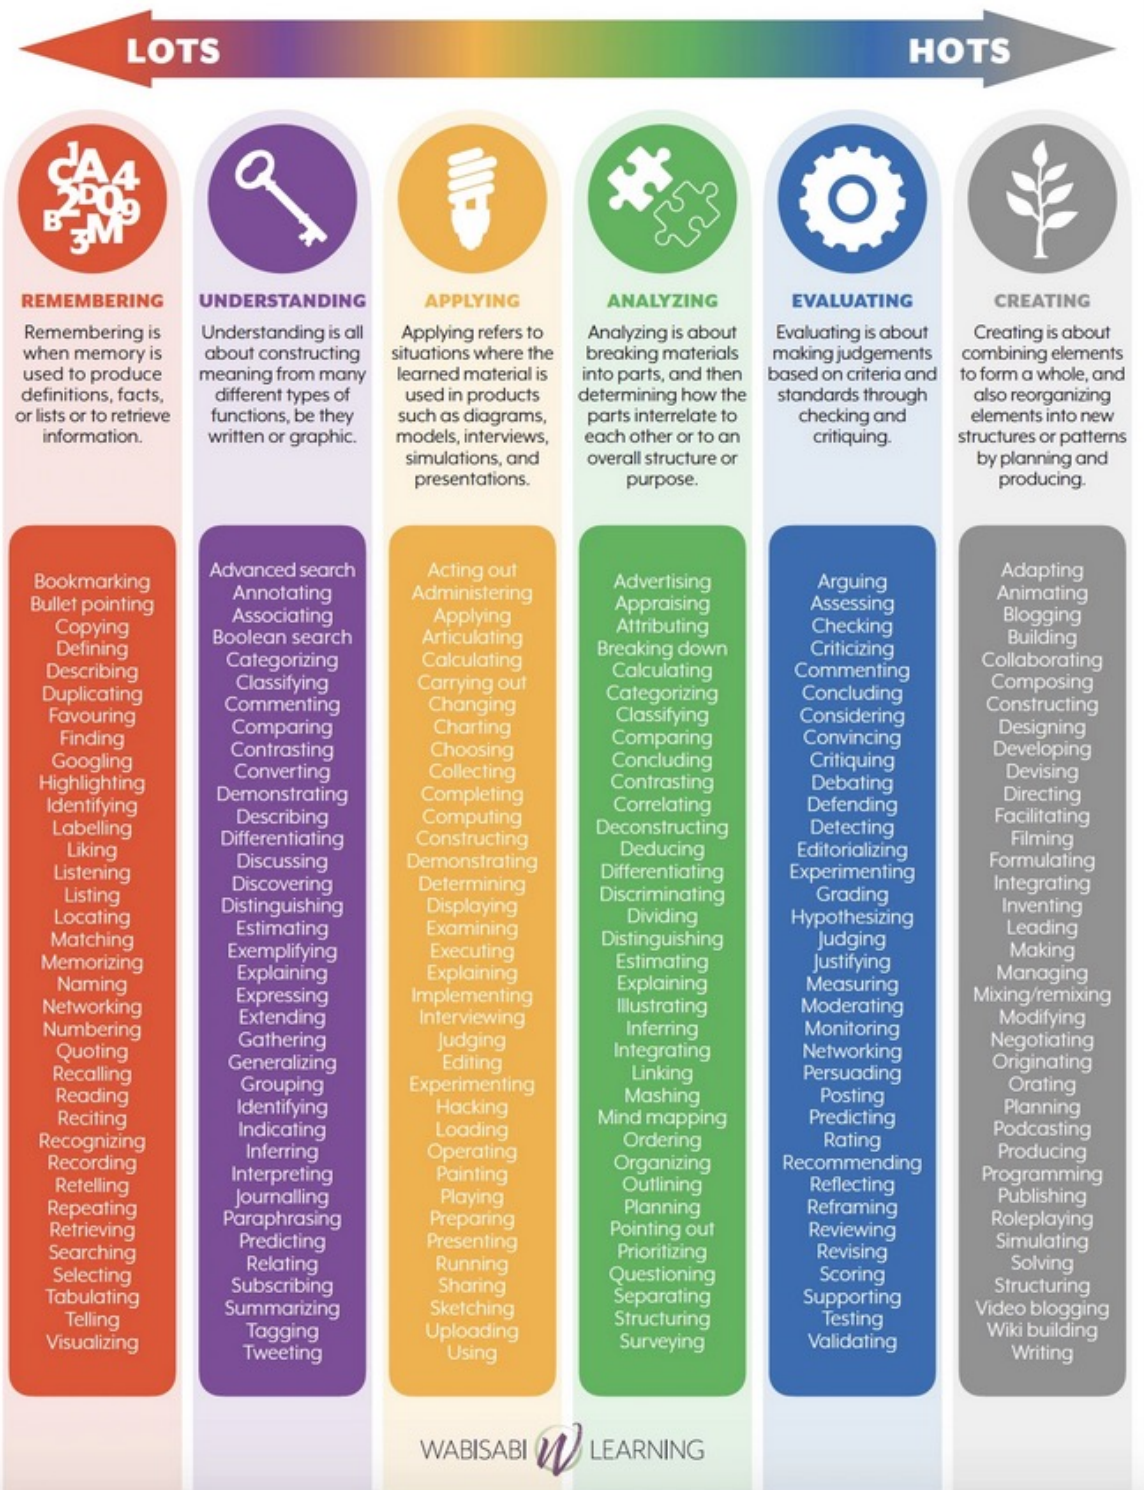 LOTS
HOTS
REMEMBERING
Remembering is
when memory is
used to produce
definitions, facts,
or lists or to retrieve
information.
Bookmarking
Bullet pointing
Copying
Defining
Describing
Duplicating
Favouring
Finding
Googling
Highlighting
Identifying
Labelling
Liking
Listening
Listing
Locating
Matching
Memorizing
Naming
Networking
Numbering
Quoting
Recalling
Reading
Reciting
Recognizing
Recording
Retelling
Repeating
Retrieving
Searching
Selecting
Tabulating
Telling
Visualizing
UNDERSTANDING
Understanding is all
about constructing
meaning from many
different types of
functions, be they
written or graphic.
Advanced search
Annotating
Associating
Boolean search
Categorizing
Classifying
Commenting
Comparing
Contrasting
Converting
Demonstrating
Describing
Differentiating
Discussing
Discovering
Distinguishing
Estimating
Exemplifying
Explaining
Expressing
Extending
Gathering
Generalizing
Grouping
Identifying
Indicating
Inferring
Interpreting
Journalling
Paraphrasing
Predicting
Relating
Subscribing
Summarizing
Tagging
Tweeting
APPLYING
Applying refers to
situations where the
learned material is
used in products
such as diagrams,
models, interviews,
simulations, and
presentations.
Acting out
Administering
Applying
Articulating
Calculating
Carrying out
Changing
Charting
Choosing
Collecting
Completing
Computing
Constructing
Demonstrating
Determining
Displaying
Examining
Executing
Explaining
Implementing
Interviewing
Judging
Editing
Experimenting
Hacking
Loading
Operating
Painting
Playing
Preparing
Presenting
Running
Sharing
Sketching
Uploading
Using
ANALYZING
Analyzing is about
breaking materials
into parts, and then
determining how the
parts interrelate to
each other or to an
overall structure or
purpose.
Advertising
Appraising
Attributing
Breaking down
Calculating
Categorizing
Classifying
Comparing
Concluding
Contrasting
Correlating
Deconstructing
Deducing
Differentiating
Discriminating
Dividing
Distinguishing
Estimating
Explaining
Illustrating
Inferring
Integrating
Linking
Mashing
Mind mapping
Ordering
Organizing
Outlining
Planning
Pointing out
Prioritizing
Questioning
Separating
Structuring
Surveying
EVALUATING
Evaluating is about
making judgements
based on criteria and
standards through
checking and
critiquing.
Arguing
Assessing
Checking
Criticizing
Commenting
Concluding
Considering
Convincing
Critiquing
Debating
Defending
Detecting
Editorializing
Experimenting
Grading
Hypothesizing
Judging
Justifying
Measuring
Moderating
Monitoring
Networking
Persuading
Posting
Predicting
Rating
Recommending
Reflecting
Reframing
Reviewing
Revising
Scoring
Supporting
Testing
Validating
CREATING
Creating is about
combining elements
to form a whole, and
also reorganizing
elements into new
structures or patterns
by planning and
producing.
Adapting
Animating
Blogging
Building
Collaborating
Composing
Constructing
Designing
Developing
Devising
Directing
Facilitating
Filming
Formulating
Integrating
Inventing
Leading
Making
Managing
Mixing/remixing
Modifying
Negotiating
Originating
Orating
Planning
Podcasting
Producing
Programming
Publishing
Roleplaying
Simulating
Solving
Structuring
Video blogging
Wiki building
Writing
WABISABI W LEARNING